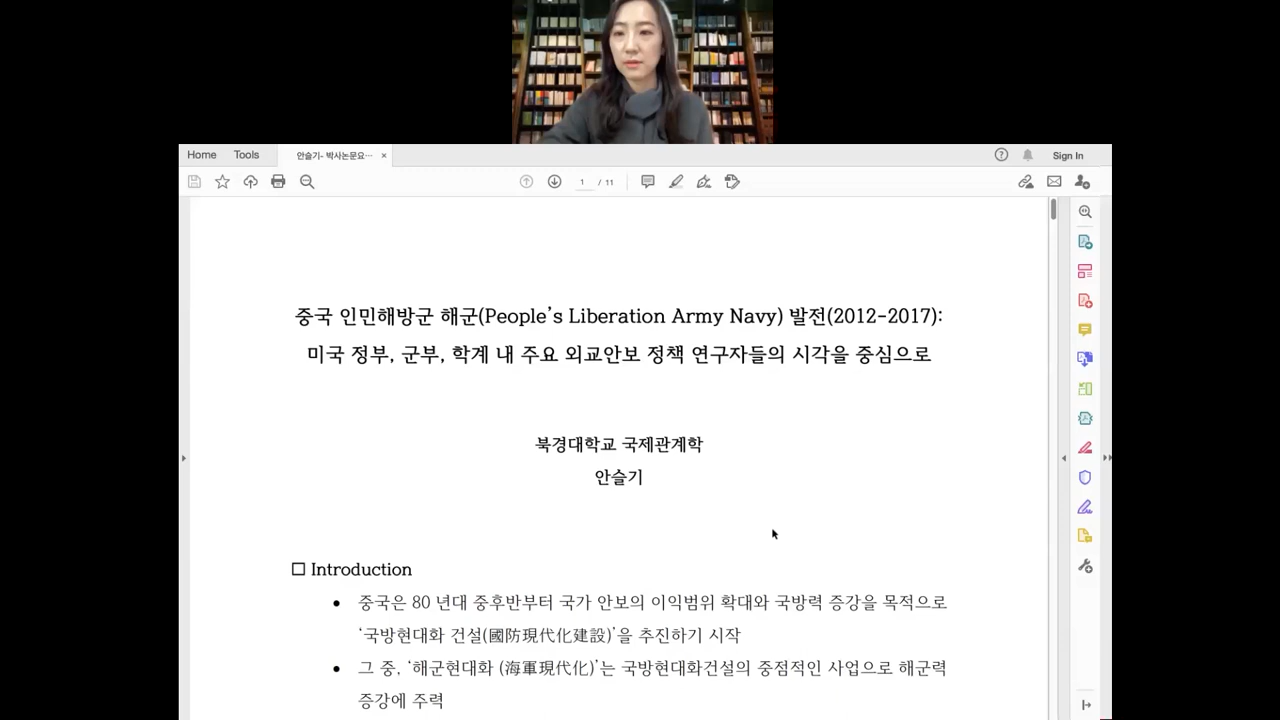 Home Tools 안슬기- 박사논문요… × Sign In
1 / 11
중국 인민해방군 해군(People's Liberation Army Navy) 발전(2012-2017):
미국 정부, 군부, 학계 내 주요 외교안보 정책 연구자들의 시각을 중심으로
북경대학교 국제관계학
안슬기
☐ Introduction
• 중국은 80 년대 중후반부터 국가 안보의 이익범위 확대와 국방력 증강을 목적으로
'국방현대화 건설(國防現代化建設)'을 추진하기 시작
• 그 중, '해군현대화 (海軍現代化)'는 국방현대화건설의 중점적인 사업으로 해군력
증강에 주력